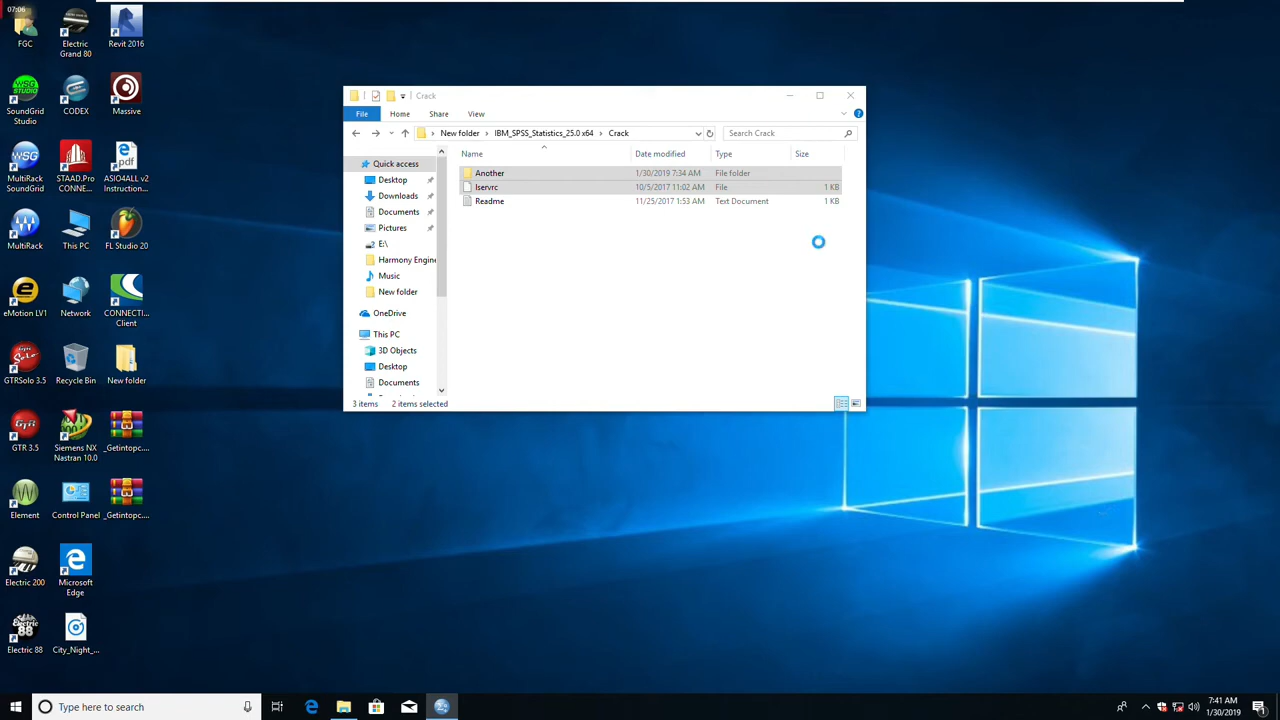 07:06
FGC
Electric
Grand 80
Revit 2016
SoundGrid
Studio
CODEX
Massive
MultiRack
SoundGrid
STAAD.Pro
CONNE...
ASIO4ALL v2
Instruction...
MultiRack
This PC
FL Studio 20
eMotion LV1
Network
CONNECTI...
Client
GTRSolo 3.5
Recycle Bin
New folder
GTR 3.5
Siemens NX
Nastran 10.0
_Getintopc....
Element
Control Panel
_Getintopc....
Electric 200
Microsoft
Edge
Electric 88
City_Night_...
Crack
File
Home
Share
View
New folder
IBM_SPSS_Statistics_25.0 x64
Crack
Search Crack
Name
Date modified
Type
Size
Another
1/30/2019 7:34 AM
File folder
lservrc
10/5/2017 11:02 AM
File
1 KB
Readme
11/25/2017 1:53 AM
Text Document
1 KB
Quick access
Desktop
Downloads
Documents
Pictures
E:\
Harmony Engine
Music
New folder
OneDrive
This PC
3D Objects
Desktop
Documents
3 items
2 items selected
Type here to search
7:41 AM
1/30/2019